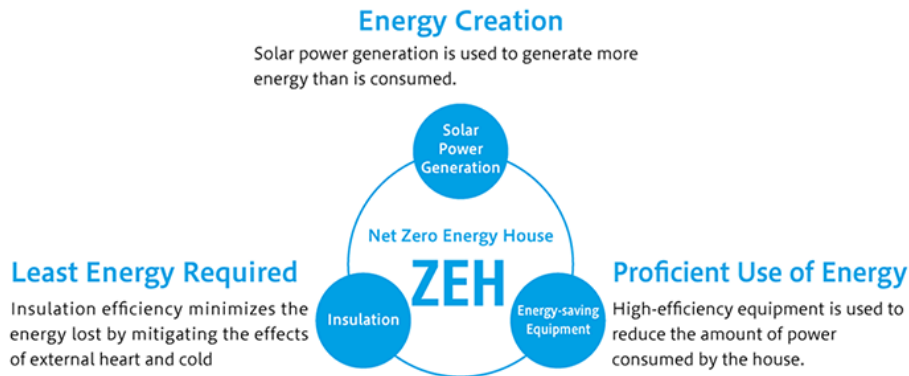 Energy Creation
Solar power generation is used to generate more
energy than is consumed.
Solar
Power
Generation
Net Zero Energy House
ZEH
Least Energy Required
Insulation efficiency minimizes the
energy lost by mitigating the effects
of external heart and cold
Insulation
Energy-saving
Equipment
Proficient Use of Energy
High-efficiency equipment is used to
reduce the amount of power
consumed by the house.